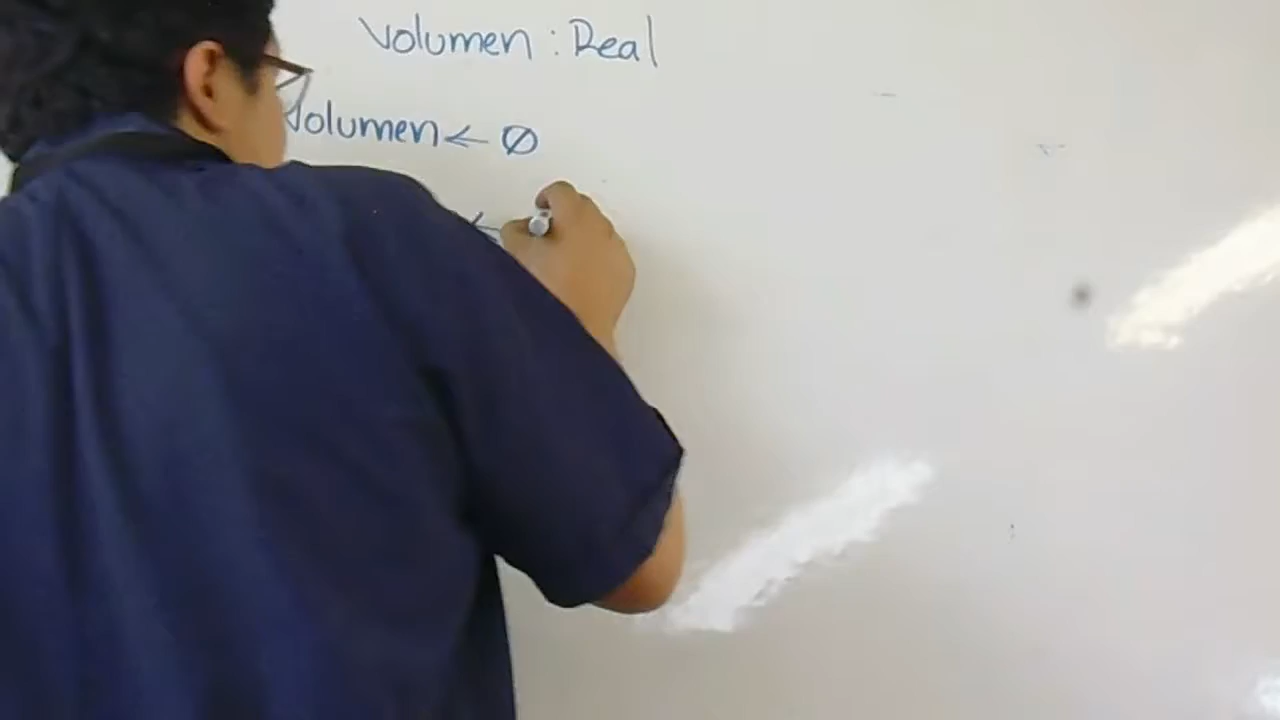 Volumen : Real
Volumen ← Ø
←